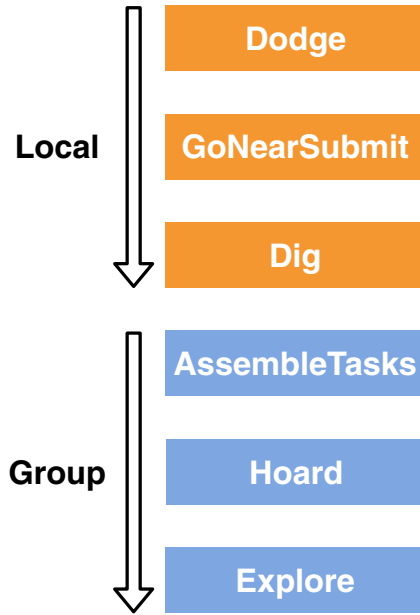 Dodge
Local
GoNearSubmit
Dig
AssembleTasks
Group
Hoard
Explore